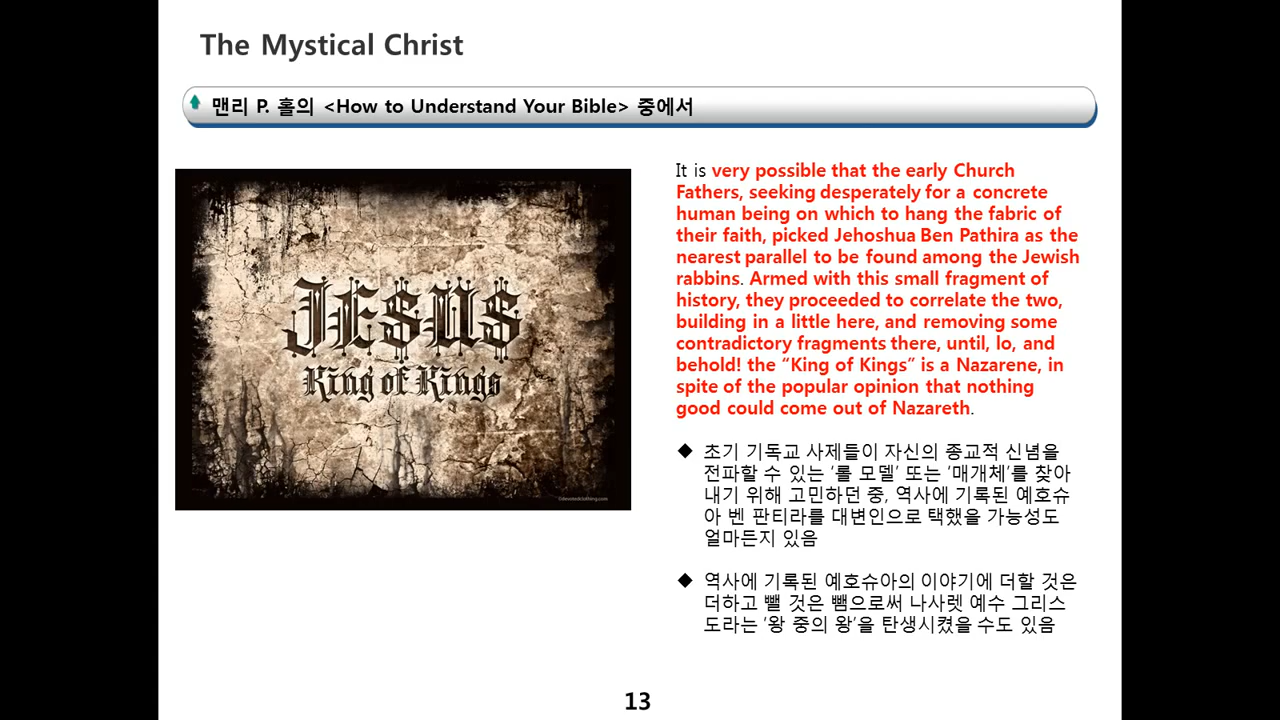 The Mystical Christ
맨리 P. 홀의 <How to Understand Your Bible> 중에서
JESUS
King of Kings
It is very possible that the early Church
Fathers, seeking desperately for a concrete
human being on which to hang the fabric of
their faith, picked Jehoshua Ben Pathira as the
nearest parallel to be found among the Jewish
rabbins. Armed with this small fragment of
history, they proceeded to correlate the two,
building in a little here, and removing some
contradictory fragments there, until, lo, and
behold! the “King of Kings” is a Nazarene, in
spite of the popular opinion that nothing
good could come out of Nazareth.
◆ 초기 기독교 사제들이 자신의 종교적 신념을
전파할 수 있는 ‘롤 모델’ 또는 ‘매개체’를 찾아
내기 위해 고민하던 중, 역사에 기록된 예호슈
아 벤 판티라를 대변인으로 택했을 가능성도
얼마든지 있음
◆ 역사에 기록된 예호슈아의 이야기에 더할 것은
더하고 뺄 것은 뺌으로써 나사렛 예수 그리스
도라는 ‘왕 중의 왕’을 탄생시켰을 수도 있음
13